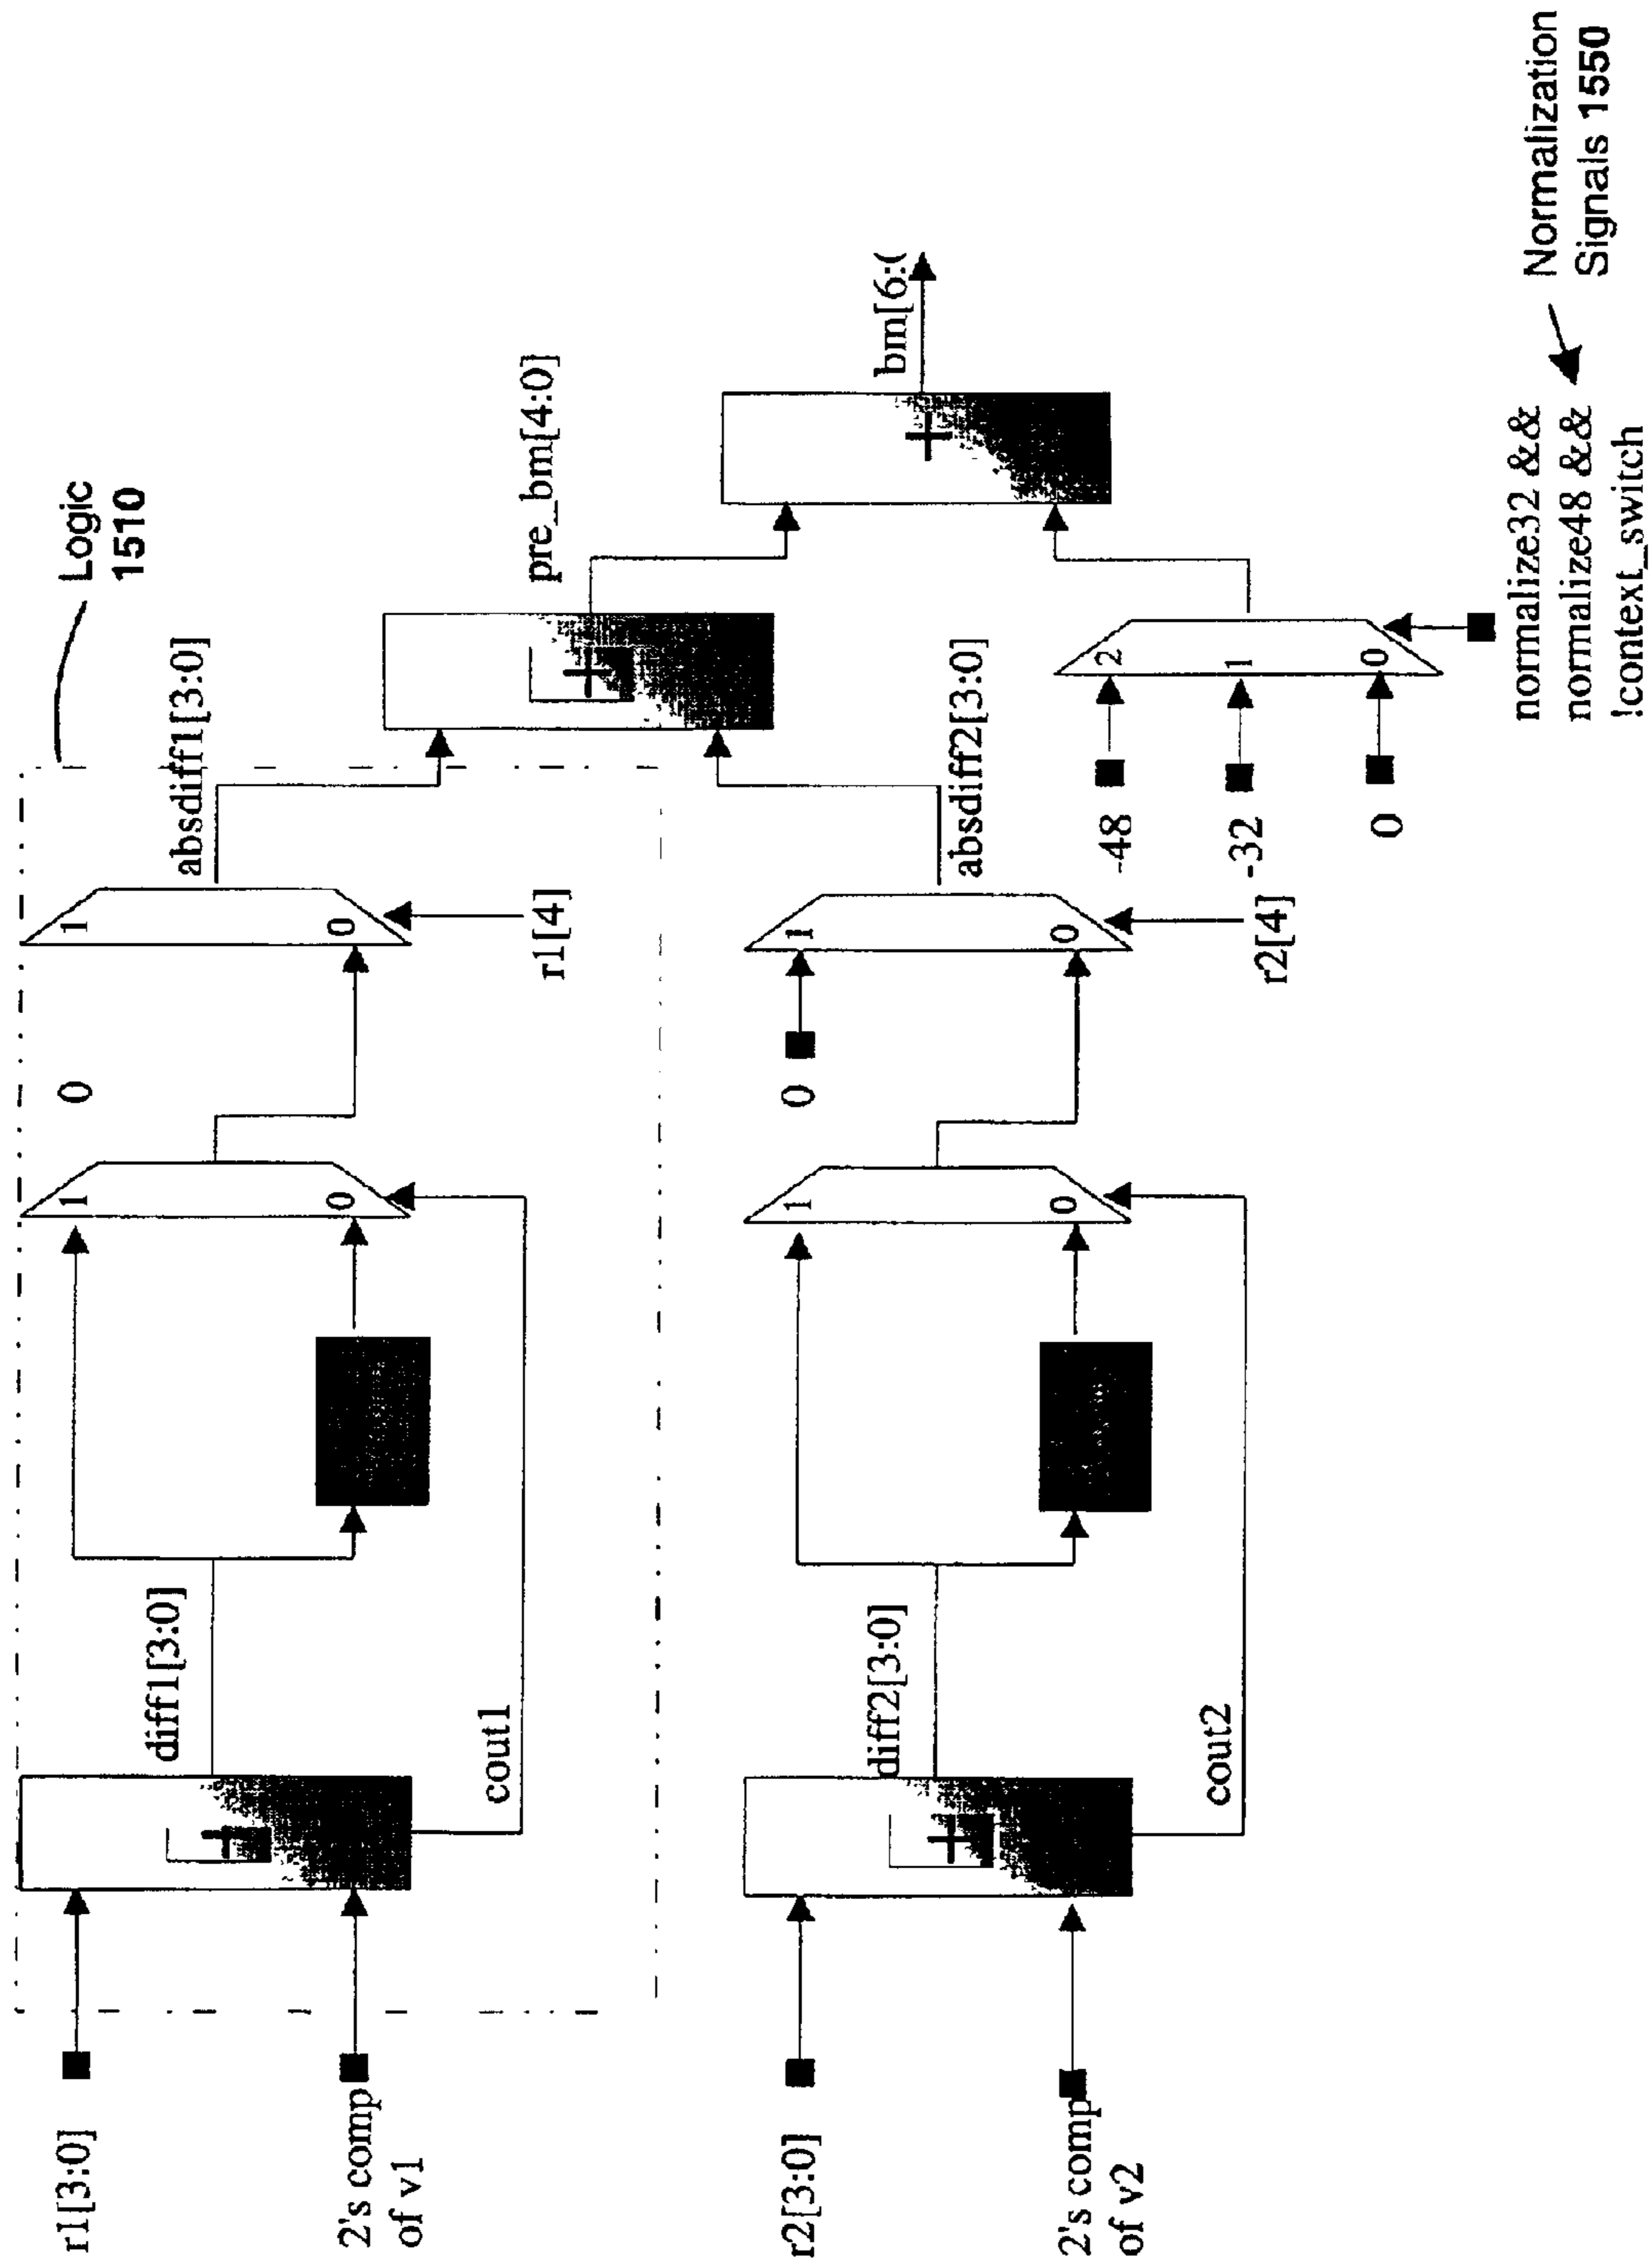 Logic
1510
r1[3:0]
2's comp
of v1
diff1[3:0]
cout1
+
1
0
0
1
0
r1[4]
absdiff1[3:0]
+
pre_bm[4:0]
r2[3:0]
2's comp
of v2
diff2[3:0]
cout2
+
1
0
0
1
0
r2[4]
absdiff2[3:0]
+
bm[6:(
-48
-32
0
2
1
0
normalize32 &&
normalize48 &&
!context_switch
Normalization
Signals 1550